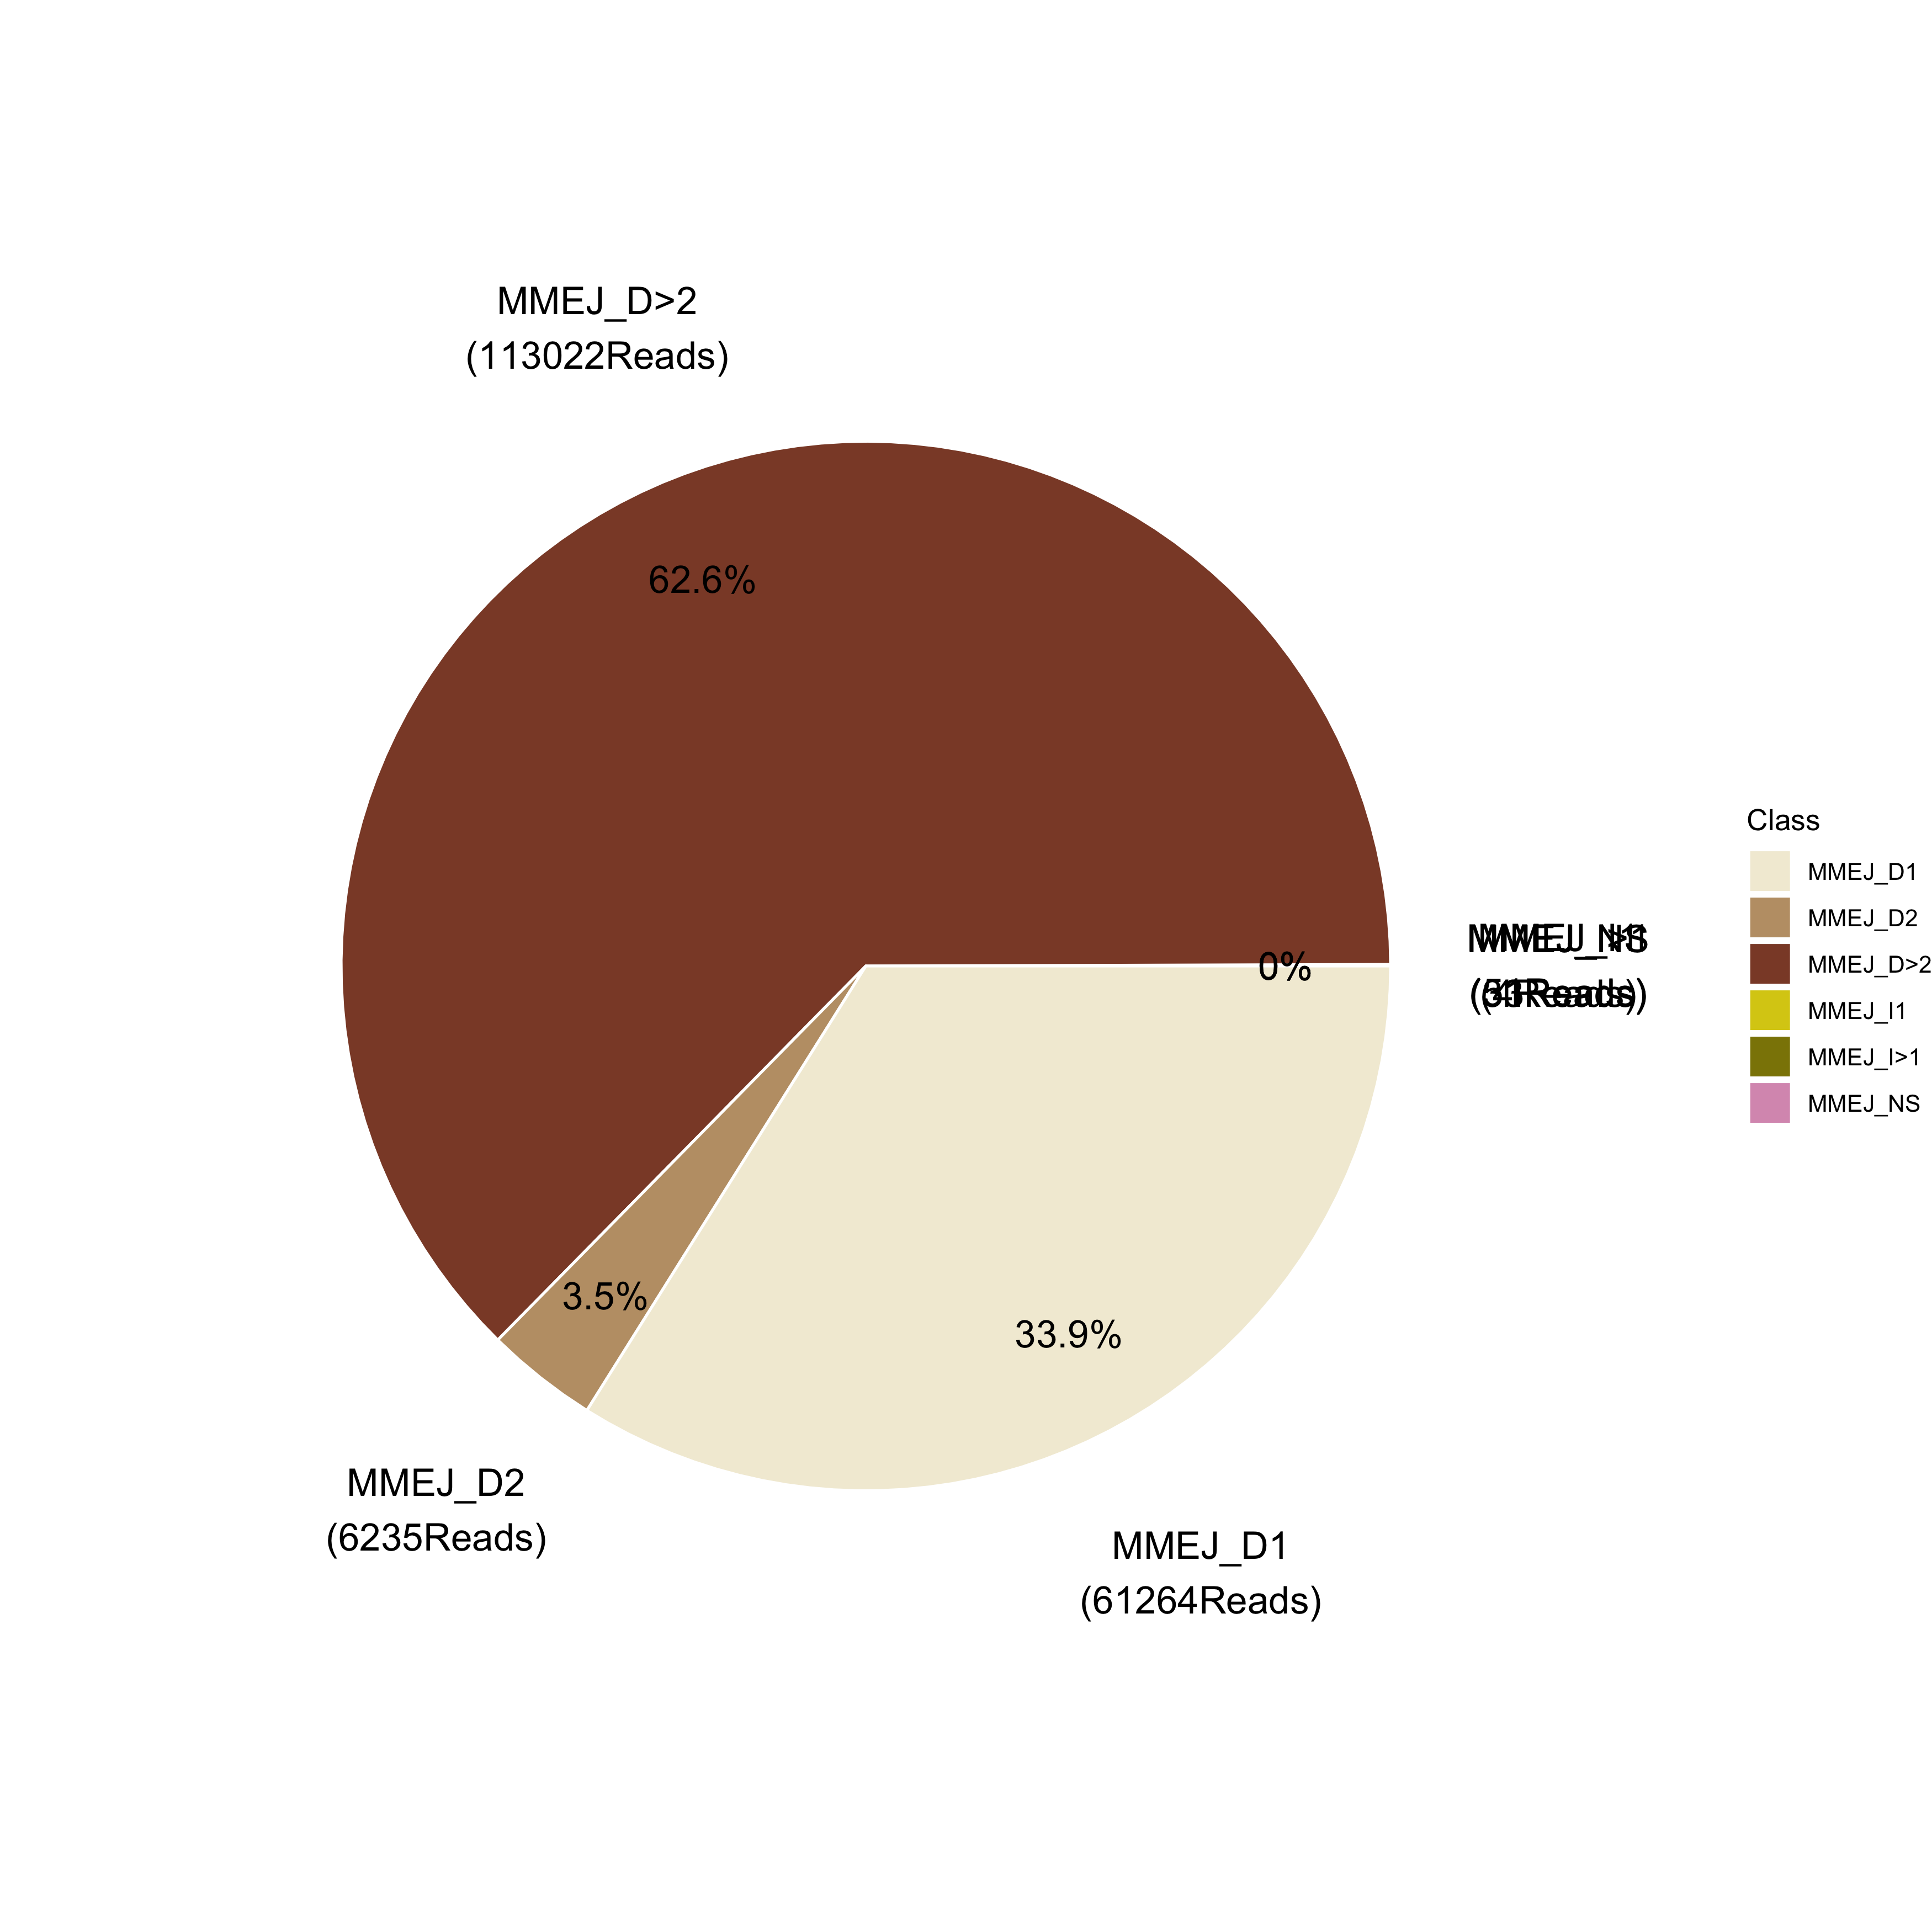 MMEJ_D>2
(113022Reads)
62.6%
0%
3.5%
33.9%
MMEJ_D2
(6235Reads)
MMEJ_D1
(61264Reads)
Class
MMEJ_D1
MMEJ_D2
MMEJ_D>2
MMEJ_I1
MMEJ_I>1
MMEJ_NS